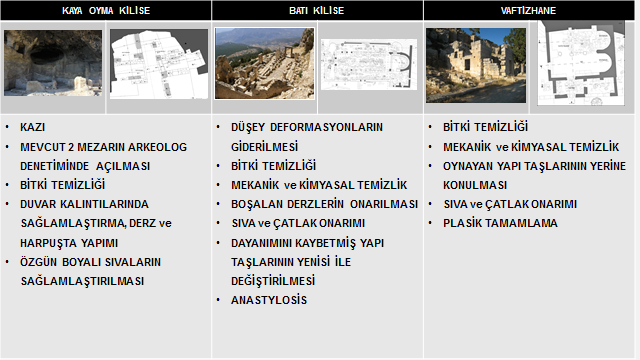 KAYA OYMA KİLİSE
• KAZI
• MEVCUT 2 MEZARIN ARKEOLOG
DENETİMİNDE AÇILMASI
• BİTKİ TEMİZLİĞİ
• DUVAR KALINTILARINDA
SAĞLAMLAŞTIRMA, DERZ ve
HARPUŞTA YAPIMI
• ÖZGÜN BOYALI SIVALARIN
SAĞLAMLAŞTIRILMASI
BATI KİLİSE
• DÜŞEY DEFORMASYONLARIN
GİDERİLMESİ
• BİTKİ TEMİZLİĞİ
• MEKANİK ve KİMYASAL TEMİZLİK
• BOŞALAN DERZLERİN ONARILMASI
• SIVA ve ÇATLAK ONARIMI
• DAYANIMINI KAYBETMİŞ YAPI
TAŞLARININ YENİSİ İLE
DEĞİŞTİRİLMESİ
• ANASTYLOSİS
VAFTİZHANE
• BİTKİ TEMİZLİĞİ
• MEKANİK ve KİMYASAL TEMİZLİK
• OYNAYAN YAPI TAŞLARININ YERİNE
KONULMASI
• SIVA ve ÇATLAK ONARIMI
• PLASİK TAMAMLAMA